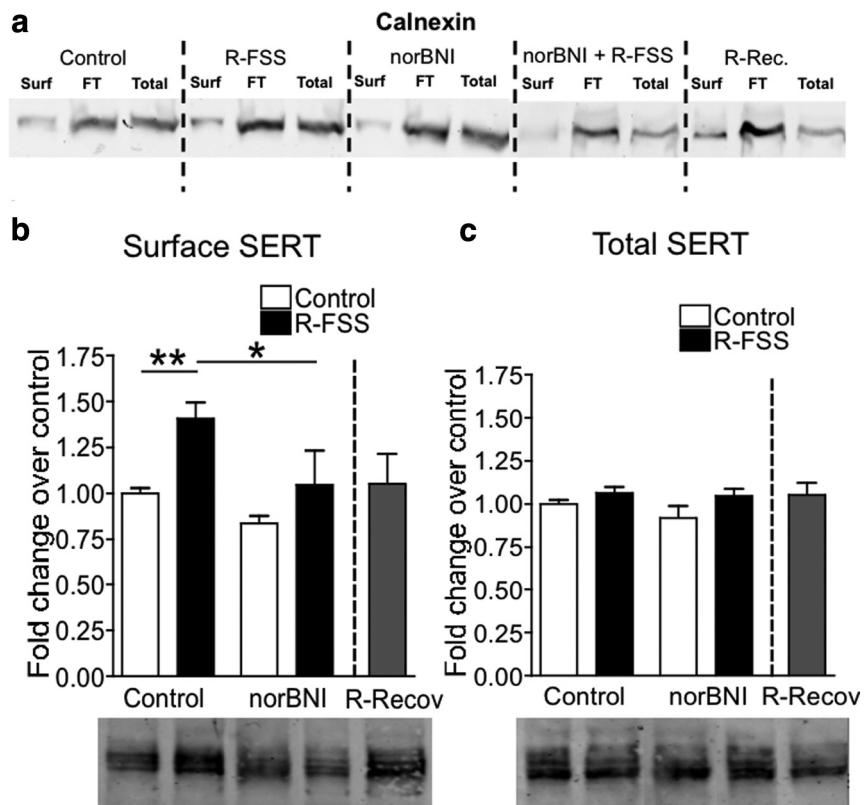 a
Calnexin
Control R-FSS norBNI norBNI + R-FSS R-Rec.
Surf FT Total Surf FT Total Surf FT Total Surf FT Total Surf FT Total
b
Surface SERT
Control
R-FSS
Fold change over control
1.75
1.50
1.25
1.00
0.75
0.50
0.25
0.00
** *
Control norBNI R-Recov
c
Total SERT
Control
R-FSS
Fold change over control
1.75
1.50
1.25
1.00
0.75
0.50
0.25
0.00
Control norBNI R-Recov